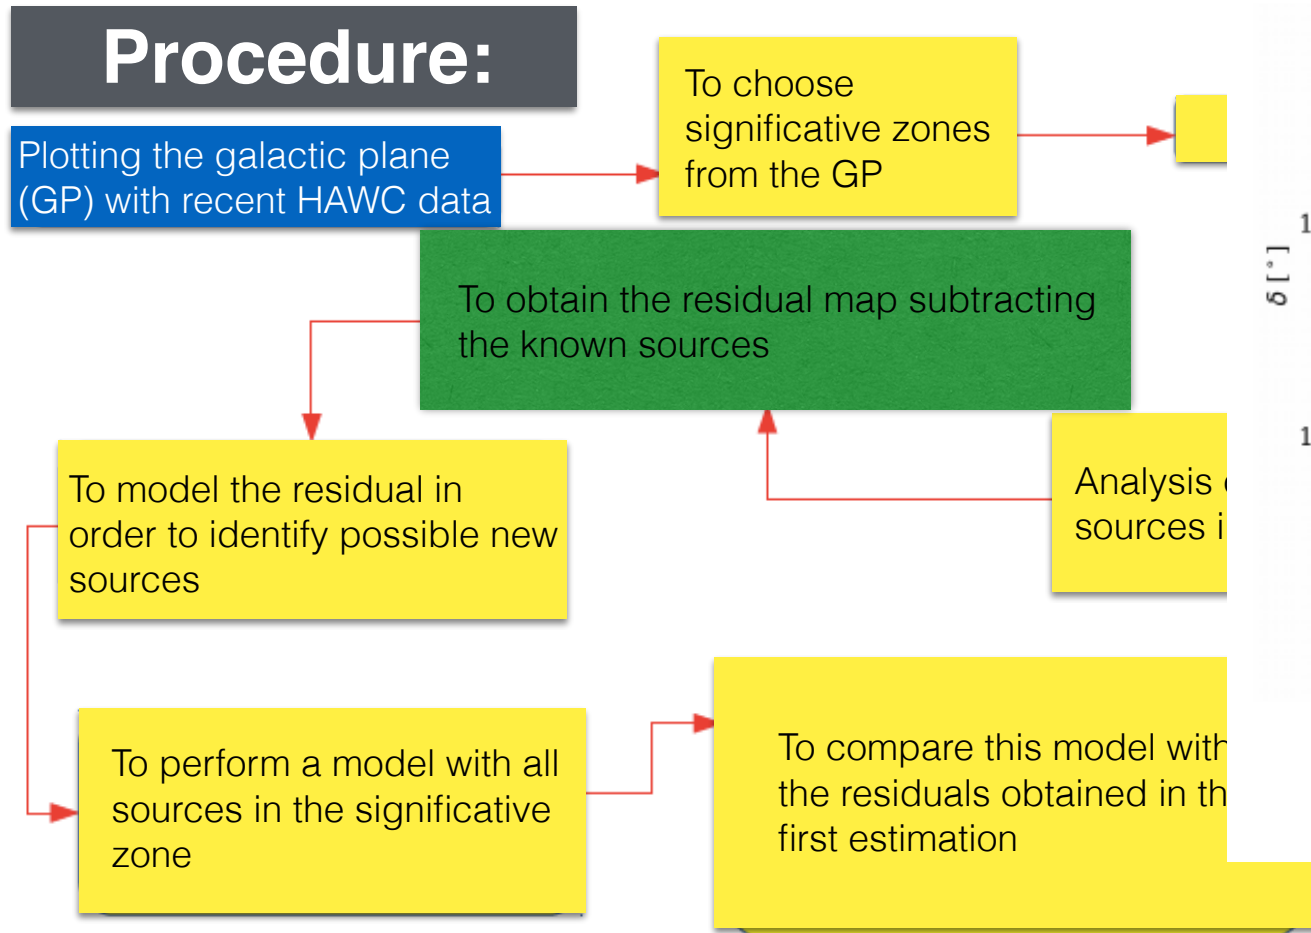 Procedure:
Plotting the galactic plane
(GP) with recent HAWC data
To choose
significative zones
from the GP
To obtain the residual map subtracting
the known sources
To model the residual in
order to identify possible new
sources
Analysis
sources i
To perform a model with all
sources in the significative
zone
To compare this model with
the residuals obtained in th
first estimation
1
δ [°]
1